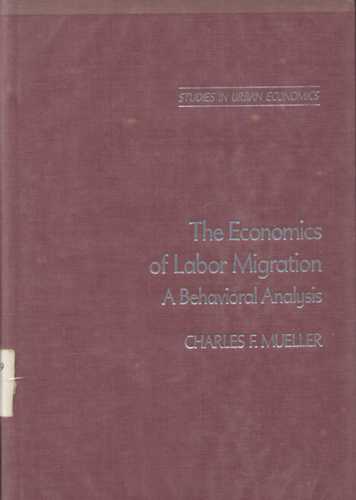 STUDIES IN URBAN ECONOMICS
The Economics
of Labor Migration
A Behavioral Analysis
CHARLES F. MUELLER